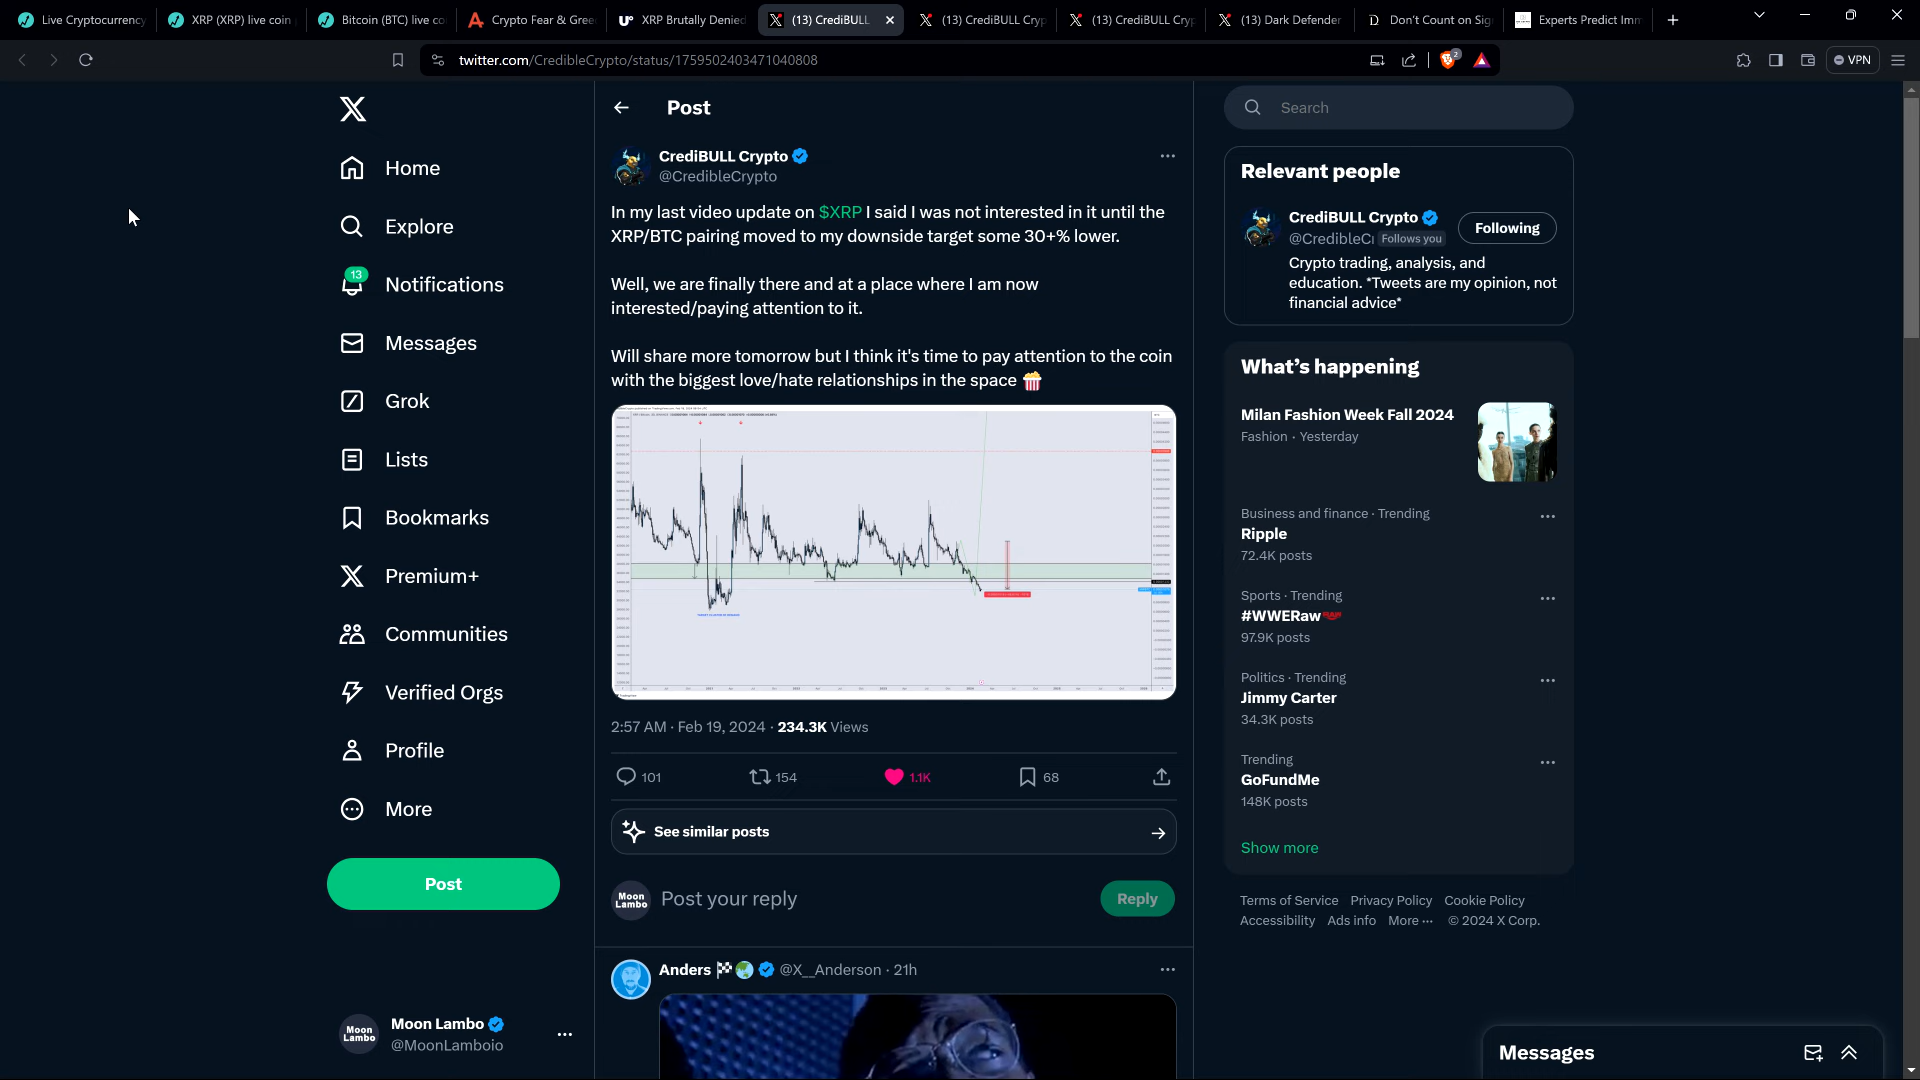 Live Cryptocurrency
XRP (XRP) live coin
Bitcoin (BTC) live co
Crypto Fear & Gree
XRP Brutally Denied
(13) CrediBULL
(13) CrediBULL Cryp
(13) CrediBULL Cryp
(13) Dark Defender
Don't Count on Sig
Experts Predict Imm
twitter.com/CredibleCrypto/status/1759502403471040808
2
VPN
Home
Explore
13
Notifications
Messages
Grok
Lists
Bookmarks
Premium+
Communities
Verified Orgs
Profile
More
Post
Moon Lambo
Moon Lambo
@MoonLamboio
Post
CrediBULL Crypto
@CredibleCrypto
In my last video update on $XRP I said I was not interested in it until the
XRP/BTC pairing moved to my downside target some 30+% lower.
Well, we are finally there and at a place where I am now
interested/paying attention to it.
Will share more tomorrow but I think it's time to pay attention to the coin
with the biggest love/hate relationships in the space 🍿
2:57 AM · Feb 19, 2024 · 234.3K Views
101
154
1.1K
68
See similar posts
Moon Lambo
Post your reply
Reply
Anders 🏁🌍 @X__Anderson · 21h
Search
Relevant people
CrediBULL Crypto
@CredibleCr Follows you
Following
Crypto trading, analysis, and
education. *Tweets are my opinion, not
financial advice*
What's happening
Milan Fashion Week Fall 2024
Fashion · Yesterday
Business and finance · Trending
Ripple
72.4K posts
Sports · Trending
#WWERaw
97.9K posts
Politics · Trending
Jimmy Carter
34.3K posts
Trending
GoFundMe
148K posts
Show more
Terms of Service Privacy Policy Cookie Policy
Accessibility Ads info More ··· © 2024 X Corp.
Messages